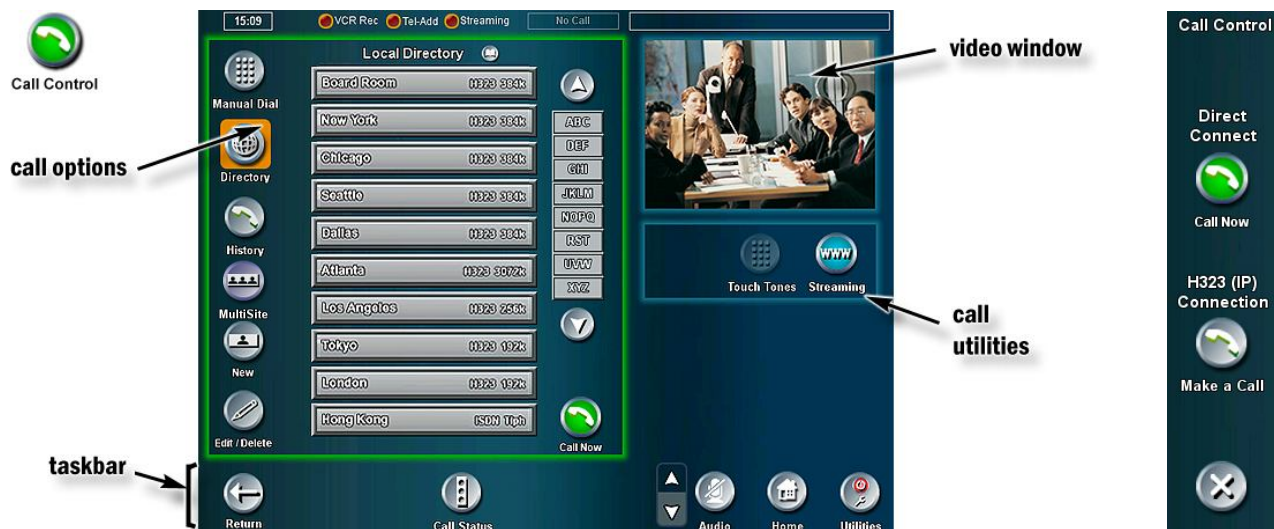 Call Control
call options
taskbar
15:09
VCR Rec
Tel-Add
Streaming
No Call
Local Directory
Manual Dial
Directory
History
MultiSite
New
Edit / Delete
Board Room H323 384k
New York H323 384k
Chicago H323 384k
Seattle H323 384k
Dallas H323 384k
Atlanta H323 3072k
Los Angeles H323 256k
Tokyo H323 192k
London H323 192k
Hong Kong ISDN Tlph
ABC
DEF
GHI
JKLM
NOPQ
RST
UVW
XYZ
Call Now
WWW
Touch Tones
Streaming
Return
Call Status
Audio
Home
Utilities
video window
call
utilities
Call Control
Direct
Connect
Call Now
H323 (IP)
Connection
Make a Call